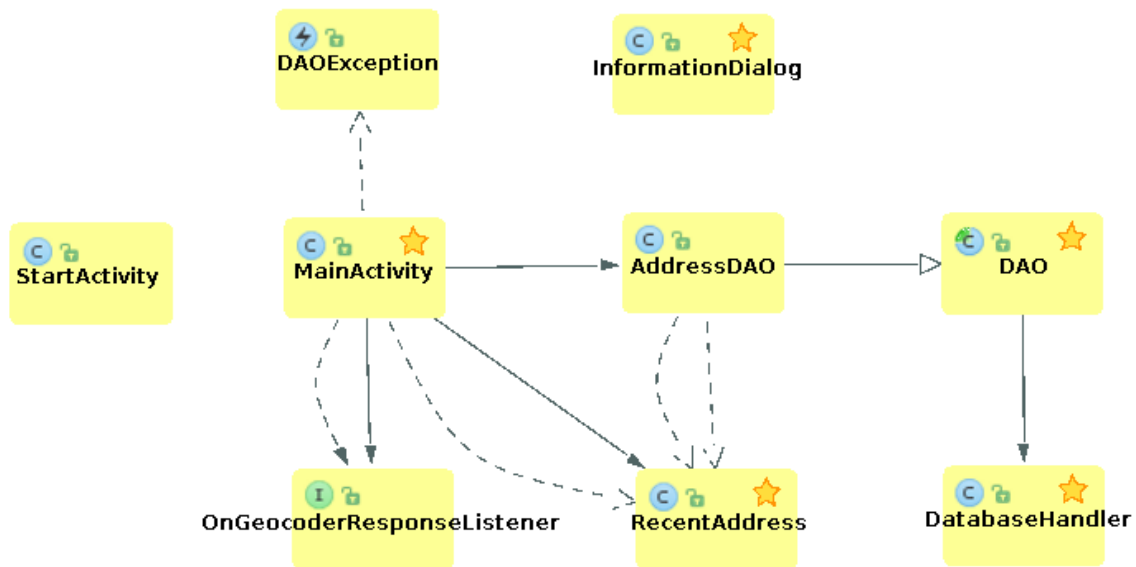 DAOException
C
InformationDialog
C
StartActivity
C
MainActivity
C
AddressDAO
C
DAO
I
OnGeocoderResponseListener
C
RecentAddress
C
DatabaseHandler